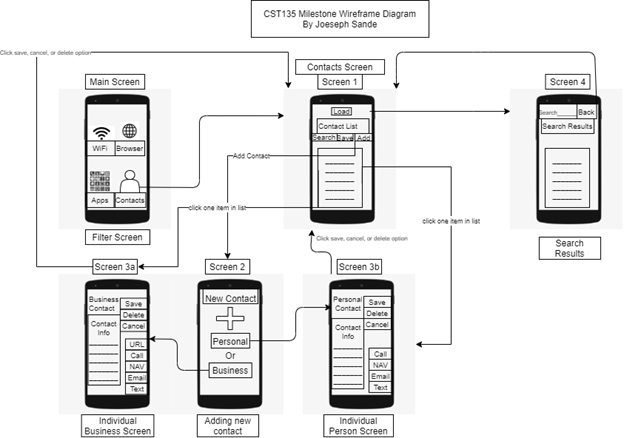 CST135 Milestone Wireframe Diagram
By Joeseph Sande
Click save, cancel, or delete option
Contacts Screen
Main Screen
Screen 1
Screen 4
Load
Contact List
Search
Save
Add
Search______
Back
Search Results
WiFi
Browser
Apps
Contacts
Add Contact
click one item in list
click one item in list
Filter Screen
Click save, cancel, or delete option
Search
Results
Screen 3a
Screen 2
Screen 3b
Business
Contact
Save
Delete
Cancel
Contact
Info
URL
Call
NAV
Email
Text
New Contact
Personal
Or
Business
Personal
Contact
Save
Delete
Cancel
Contact
Info
Call
NAV
Email
Text
Individual
Business Screen
Adding new
contact
Individual
Person Screen